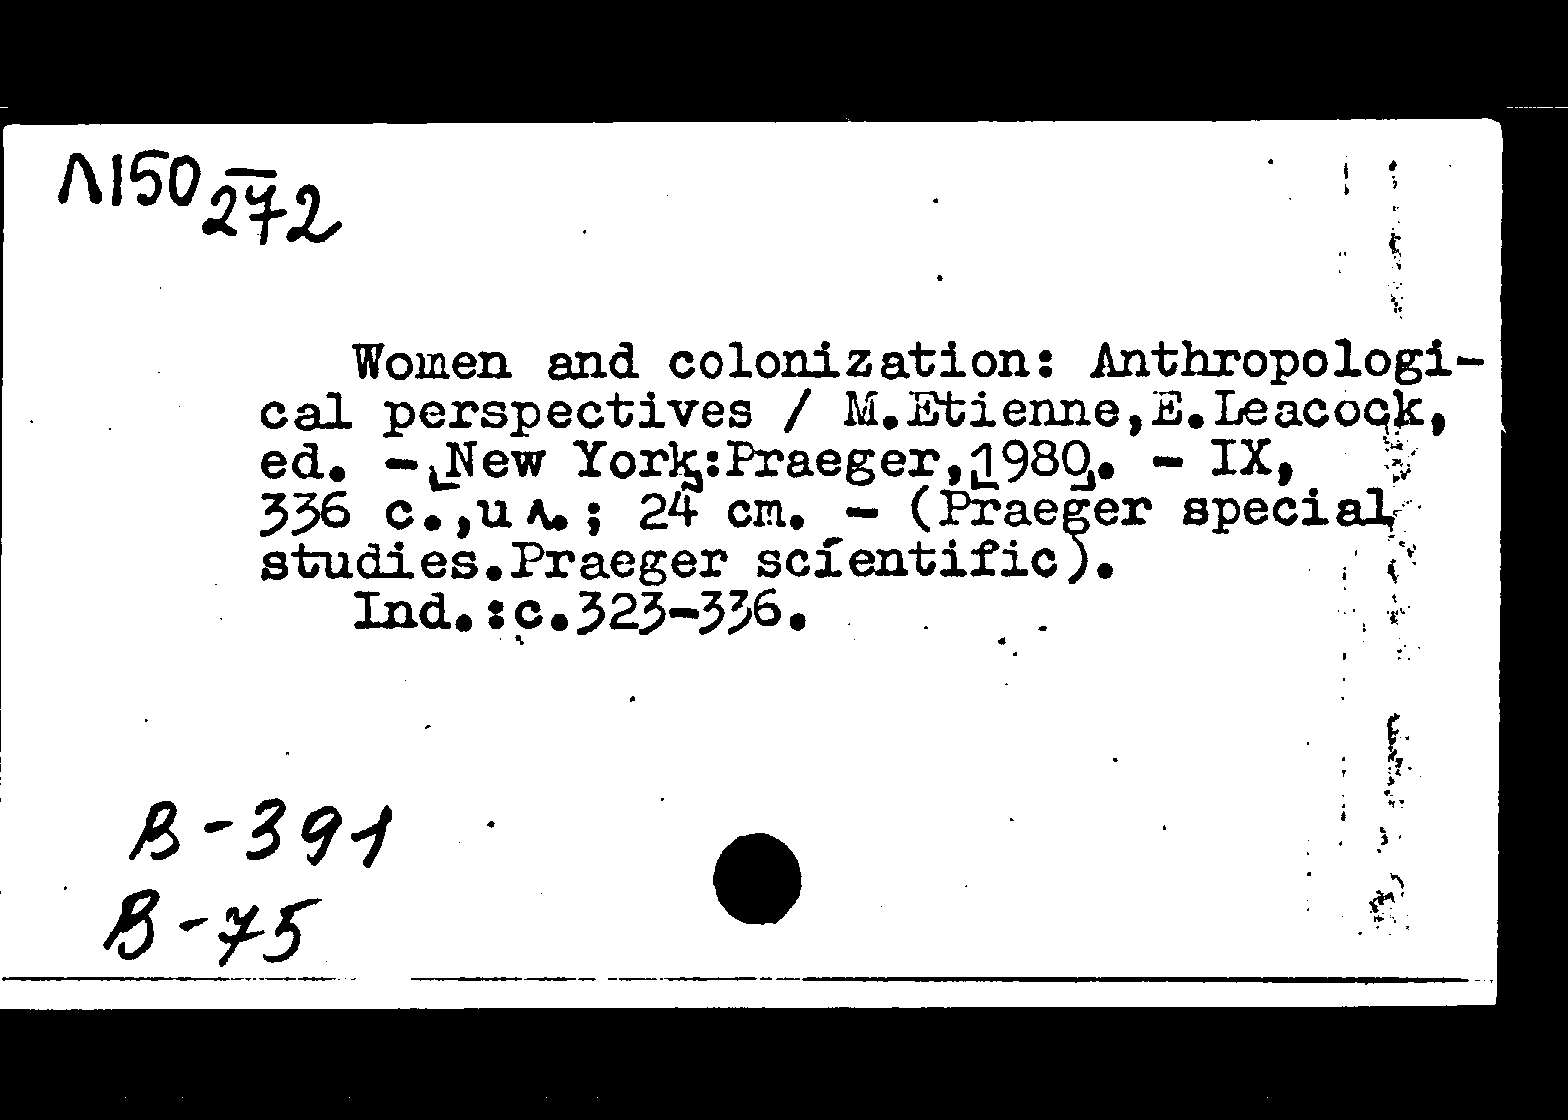 Л150
272
Women and colonization: Anthropologi-
cal perspectives / M.Etienne,E.Leacock,
ed. - [New York]:Praeger,[1980]. - IX,
336 c.,ил.; 24 cm. - (Praeger special
studies.Praeger scientific).
Ind.:c.323-336.
В-391
В-75